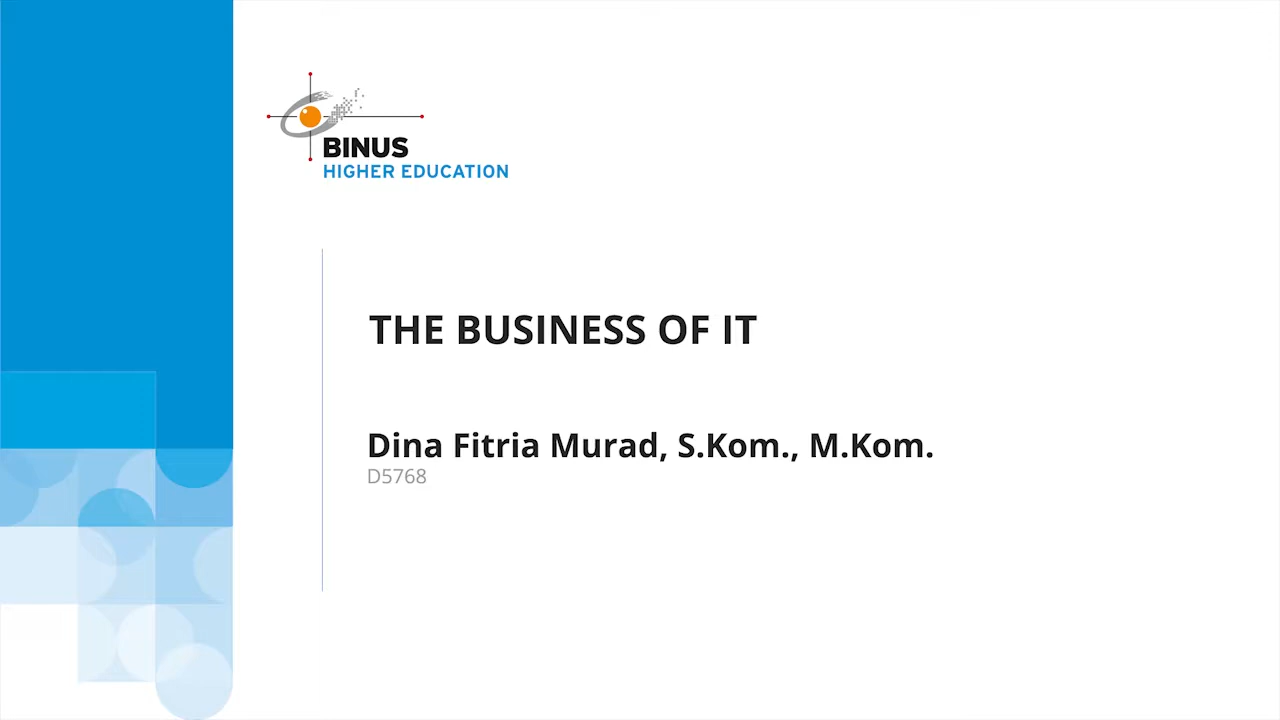 BINUS
HIGHER EDUCATION
THE BUSINESS OF IT
Dina Fitria Murad, S.Kom., M.Kom.
D5768